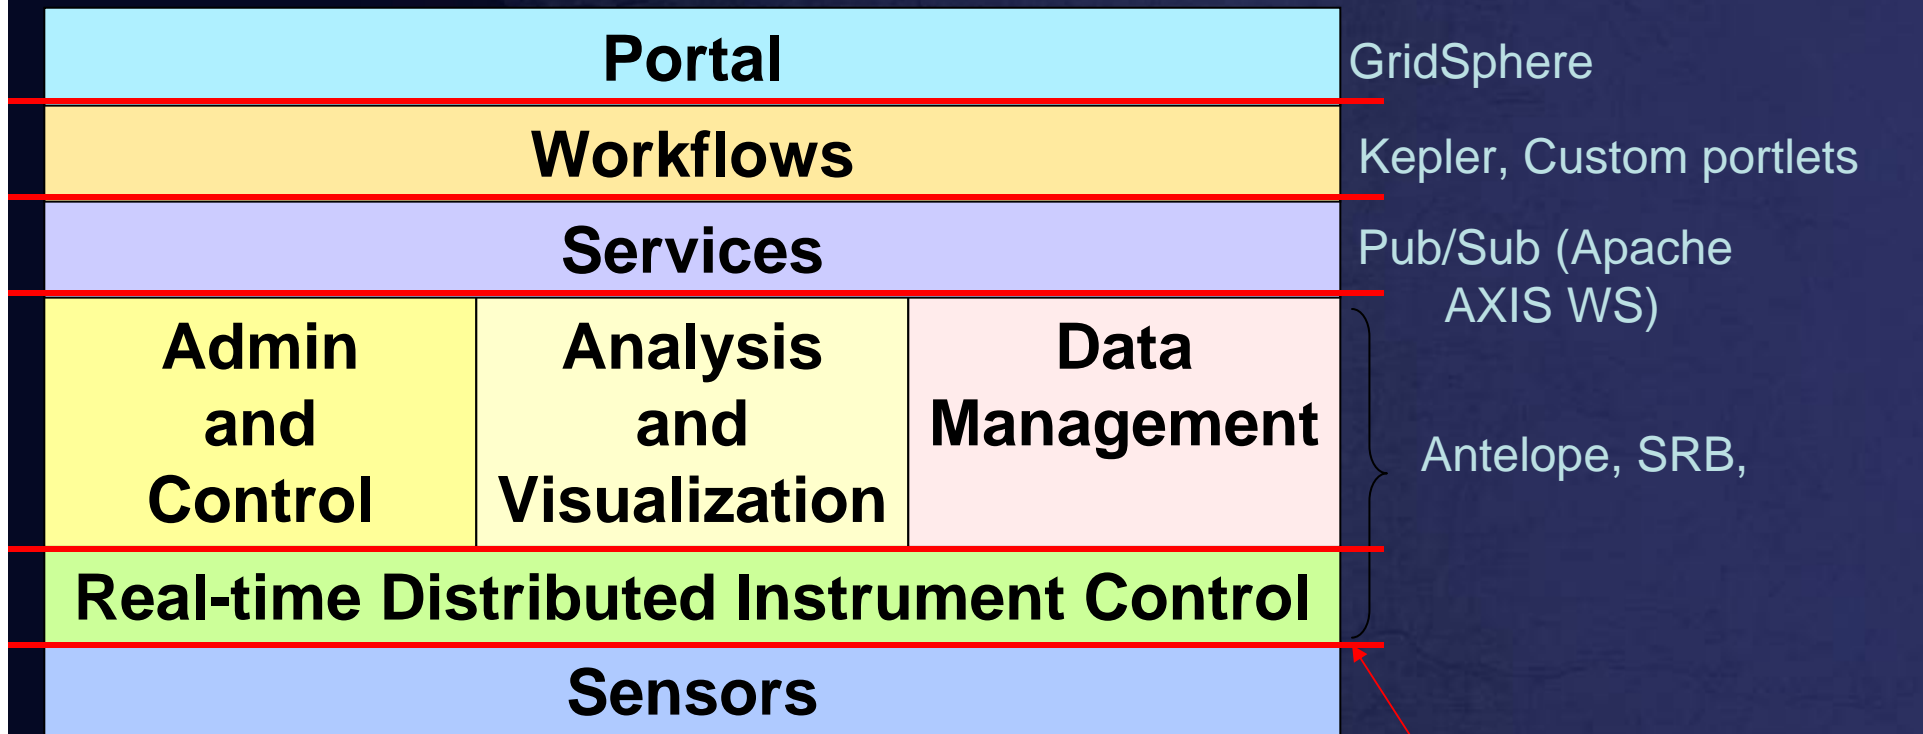 Portal
GridSphere
Workflows
Kepler, Custom portlets
Services
Pub/Sub (Apache
AXIS WS)
Admin
and
Control
Analysis
and
Visualization
Data
Management
Antelope, SRB,
Real-time Distributed Instrument Control
Sensors